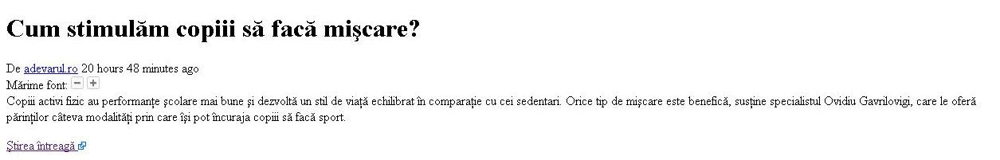 Cum stimulăm copiii să facă mişcare?
De adevarul.ro 20 hours 48 minutes ago
Mărime font: − +
Copiii activi fizic au performanţe şcolare mai bune şi dezvoltă un stil de viaţă echilibrat în comparaţie cu cei sedentari. Orice tip de mişcare este benefică, susţine specialistul Ovidiu Gavrilovigi, care le oferă
părinţilor câteva modalităţi prin care îşi pot încuraja copiii să facă sport.
Ştirea întreagă